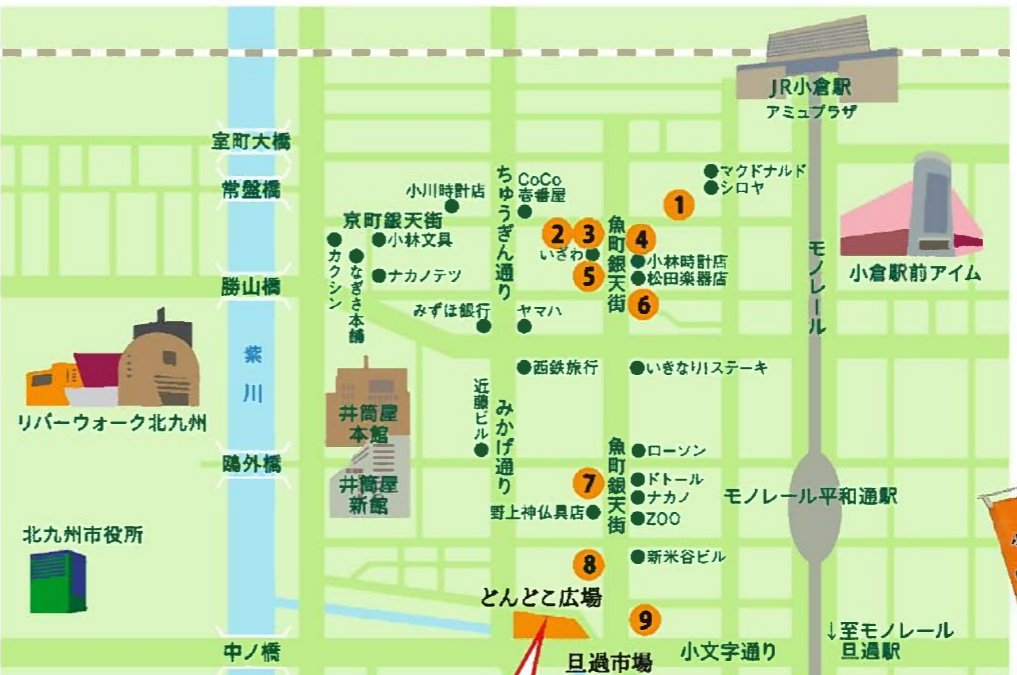 JR小倉駅
アミュプラザ
室町大橋
常盤橋
小川時計店
ちゅうぎん通り
CoCo
壱番屋
マクドナルド
シロヤ
1
京町銀天街
小林文具
カクシン
なぎさ本舗
ナカノテツ
2
3
いざわ
魚町銀天街
4
小林時計店
松田楽器店
5
6
モノレール
小倉駅前アイム
勝山橋
みずほ銀行
ヤマハ
紫川
リバーウォーク北九州
井筒屋
本館
井筒屋
新館
西鉄旅行
いきなり!ステーキ
近藤ビル
みかげ通り
鷗外橋
魚町銀天街
ローソン
7
ドトール
ナカノ
ZOO
野上神仏具店
モノレール平和通駅
北九州市役所
8
新米谷ビル
どんどこ広場
9
中ノ橋
旦過市場
小文字通り
↓至モノレール
旦過駅